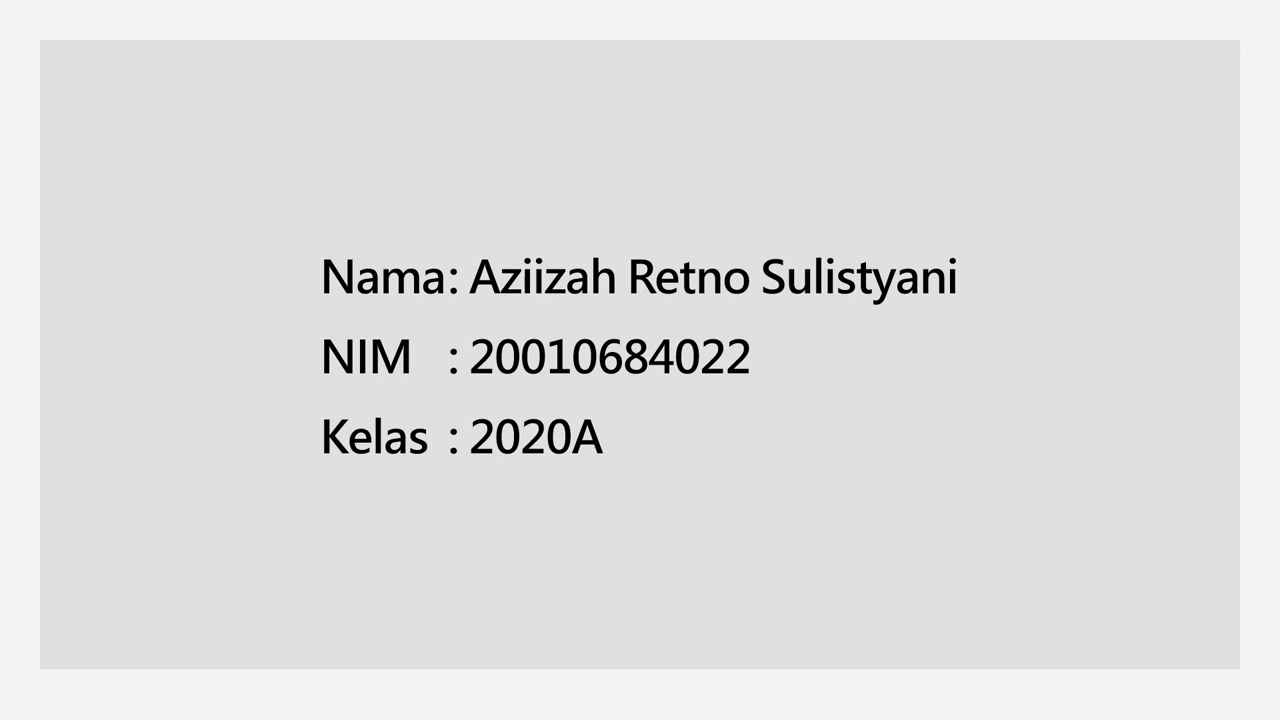 Nama : Aziizah Retno Sulistyani
NIM : 20010684022
Kelas : 2020A